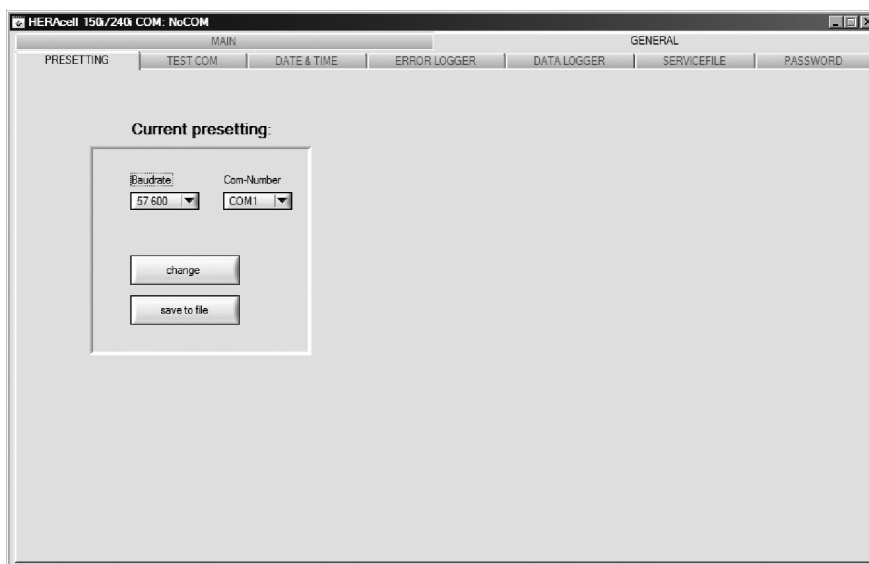 HERAcell 150i/240i COM: NoCOM
MAIN GENERAL
PRESETTING TEST COM DATE & TIME ERROR LOGGER DATA LOGGER SERVICEFILE PASSWORD
Current presetting:
Baudrate Com-Number
57 600 COM1
change
save to file